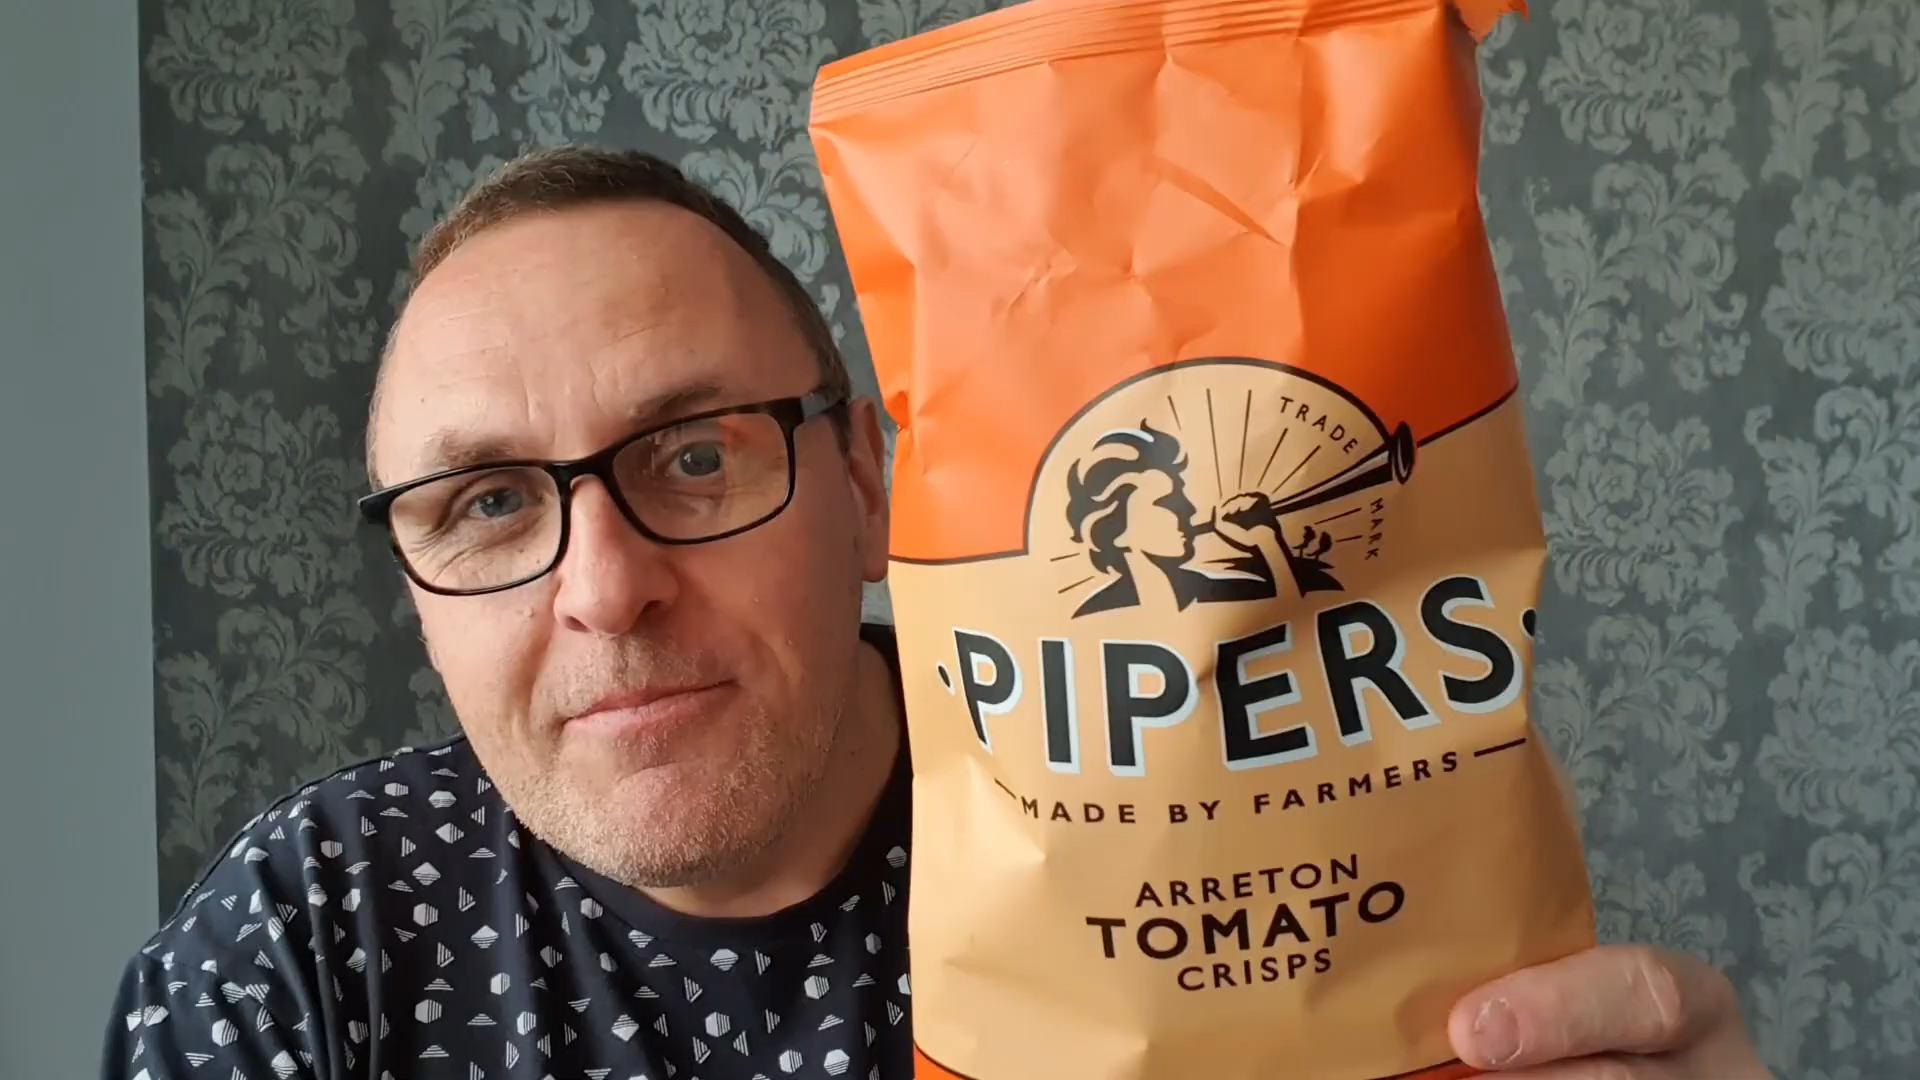 TRADE
MARK
·PIPERS·
MADE BY FARMERS
ARRETON
TOMATO
CRISPS